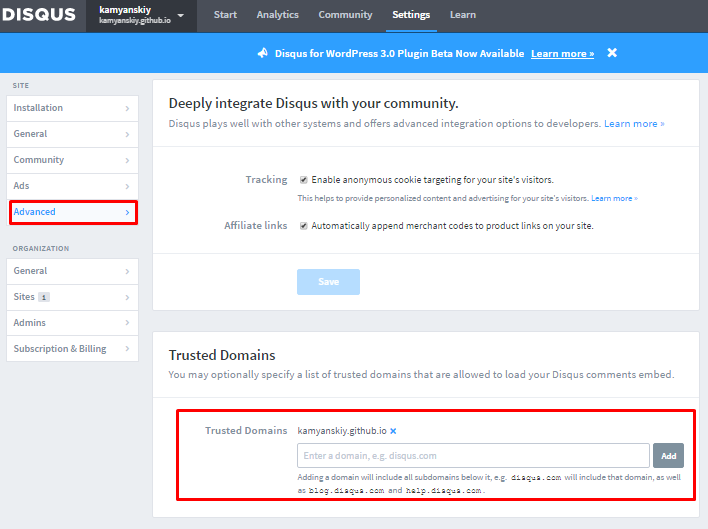 DISQUS
kamyanskiy
kamyanskiy.github.io
Start Analytics Community Settings Learn
Disqus for WordPress 3.0 Plugin Beta Now Available Learn more »
SITE
Installation
General
Community
Ads
Advanced
ORGANIZATION
General
Sites 1
Admins
Subscription & Billing
Deeply integrate Disqus with your community.
Disqus plays well with other systems and offers advanced integration options to developers. Learn more »
Tracking Enable anonymous cookie targeting for your site's visitors.
This helps to provide personalized content and advertising for your site's visitors. Learn more »
Affiliate links Automatically append merchant codes to product links on your site.
Save
Trusted Domains
You may optionally specify a list of trusted domains that are allowed to load your Disqus comments embed.
Trusted Domains kamyanskiy.github.io
Enter a domain, e.g. disqus.com Add
Adding a domain will include all subdomains below it, e.g. disqus.com will include that domain, as well
as blog.disqus.com and help.disqus.com.